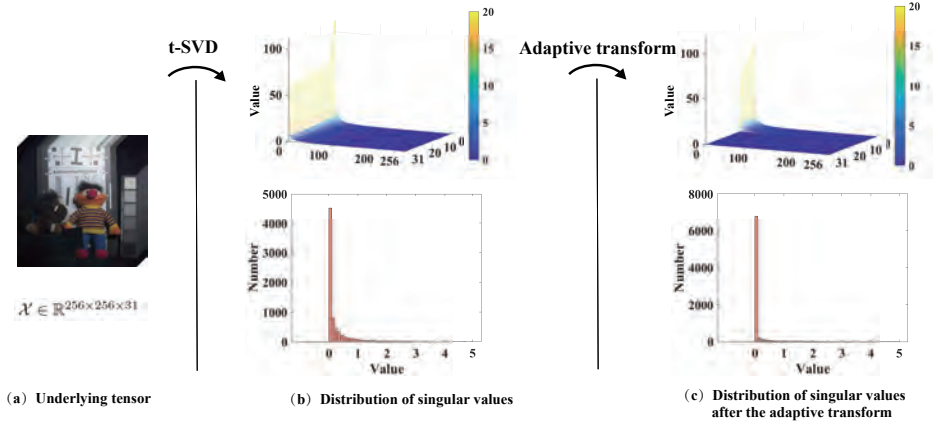 t-SVD
Adaptive transform
20
15
10
5
0
100
50
0
Value
0
100
200
256
31
20
10
0
20
15
10
5
0
100
50
0
Value
0
100
200
256
31
20
10
0
5000
4000
3000
2000
1000
0
Number
0 1 2 3 4 5
Value
8000
6000
4000
2000
0
Number
0 1 2 3 4 5
Value
𝒳 ∈ ℝ^{256×256×31}
(a) Underlying tensor
(b) Distribution of singular values
(c) Distribution of singular values
after the adaptive transform